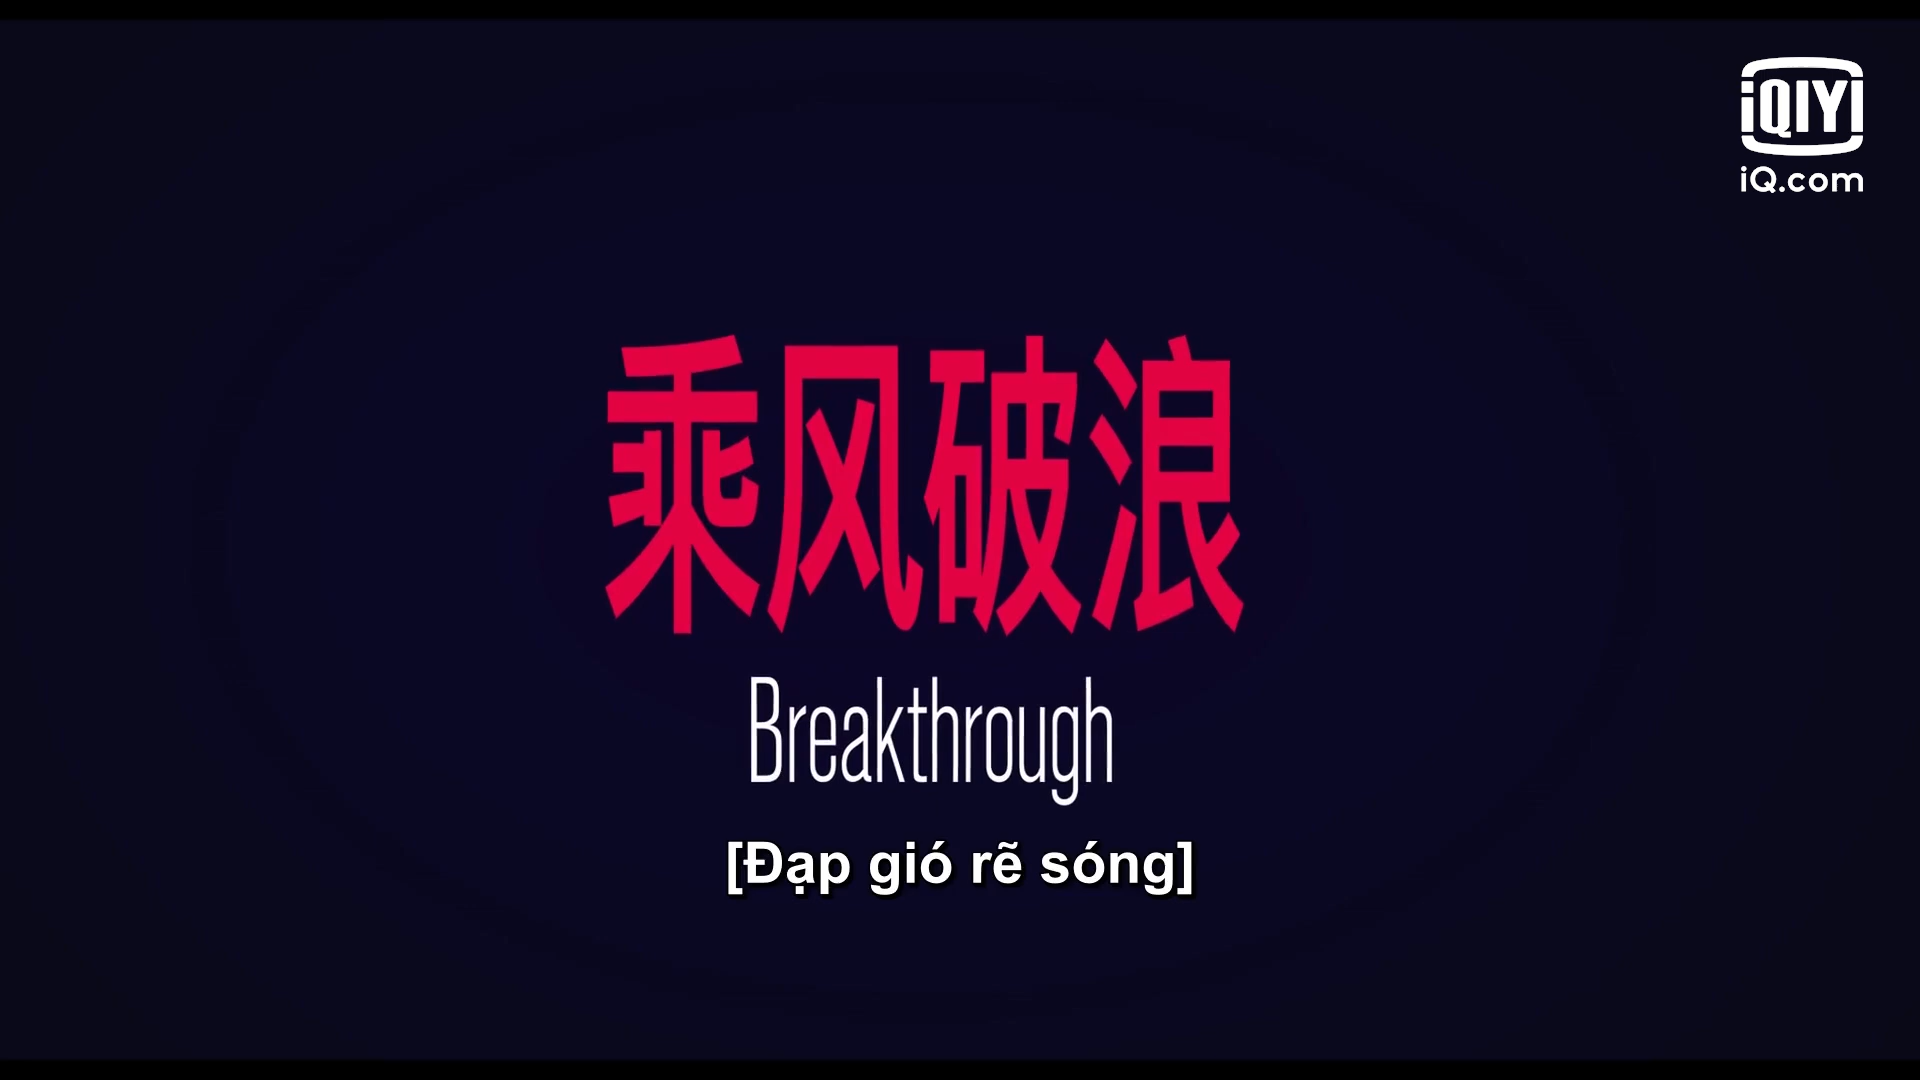 iQIYI
iQ.com
乘风破浪
Breakthrough
[Đạp gió rẽ sóng]